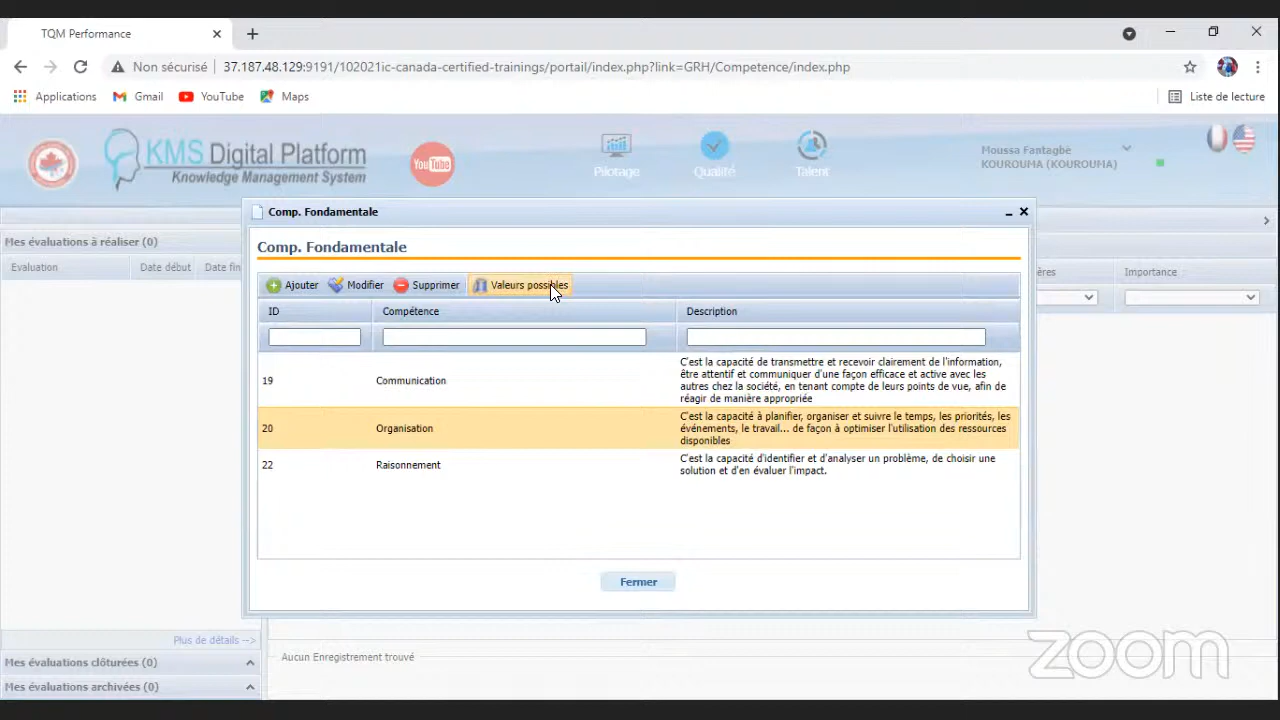 TQM Performance
Non sécurisé
37.187.48.129:9191/102021ic-canada-certified-trainings/portail/index.php?link=GRH/Competence/index.php
Applications
Gmail
YouTube
Maps
Liste de lecture
KMS Digital Platform
Knowledge Management System
YouTube
Pilotage
Qualité
Talent
Moussa Fantagbe
KOUROUMA (KOUROUMA)
Mes évaluations à réaliser (0)
Evaluation
Date début
Date fin
ères
Importance
Comp. Fondamentale
Comp. Fondamentale
Ajouter
Modifier
Supprimer
Valeurs possibles
ID
Compétence
Description
19
Communication
C'est la capacité de transmettre et recevoir clairement de l'information,
être attentif et communiquer d'une façon efficace et active avec les
autres chez la société, en tenant compte de leurs points de vue, afin de
réagir de manière appropriée
20
Organisation
C'est la capacité à planifier, organiser et suivre le temps, les priorités, les
événements, le travail... de façon à optimiser l'utilisation des ressources
disponibles
22
Raisonnement
C'est la capacité d'identifier et d'analyser un problème, de choisir une
solution et d'en évaluer l'impact.
Fermer
Plus de détails -->
Mes évaluations clôturées (0)
Mes évaluations archivées (0)
Aucun Enregistrement trouvé
zoom